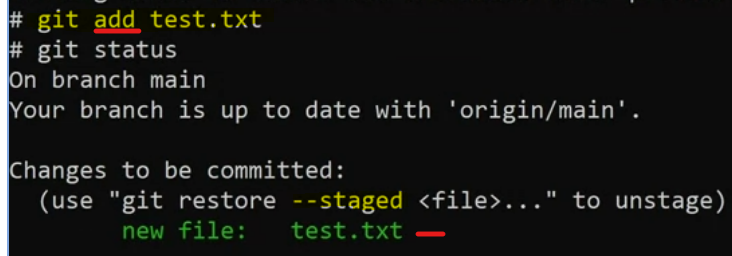 # git add test.txt
# git status
On branch main
Your branch is up to date with 'origin/main'.
Changes to be committed:
(use "git restore --staged <file>..." to unstage)
new file: test.txt